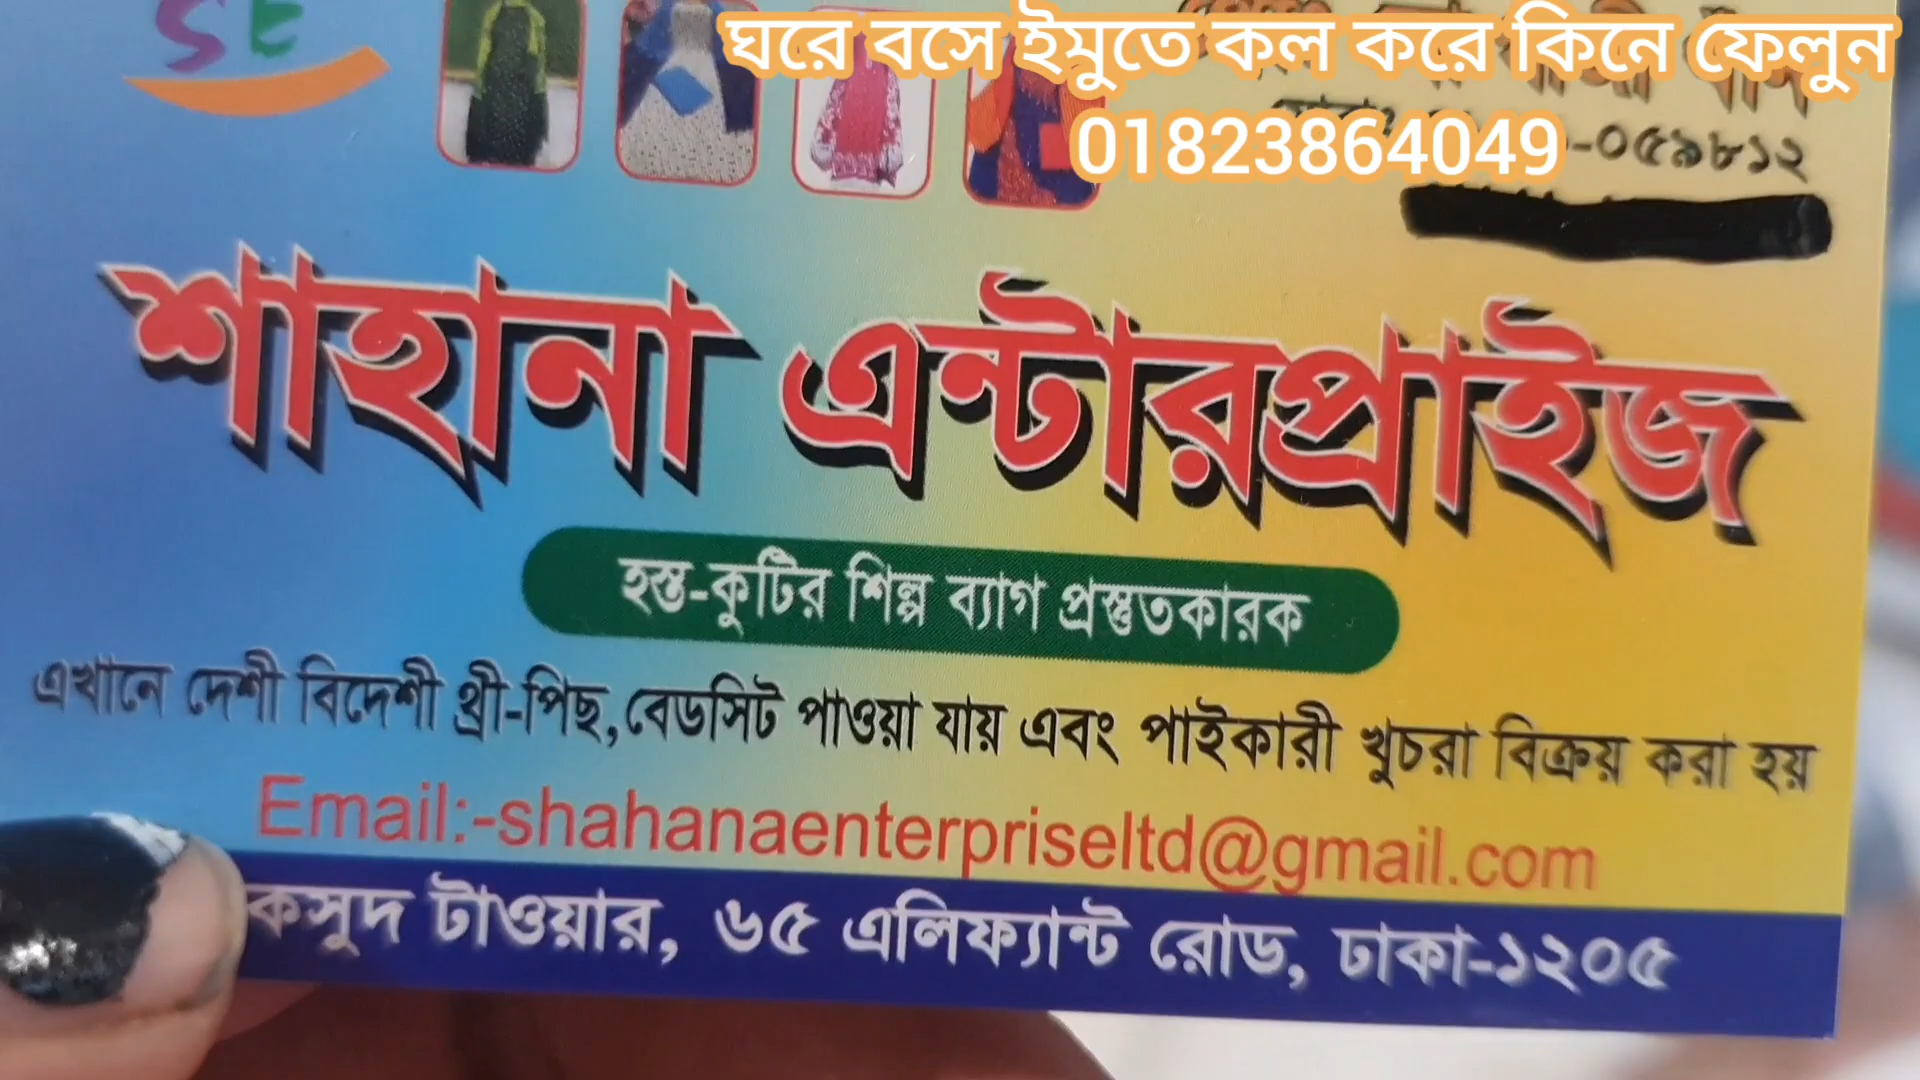 SE
ঘরে বসে ইমুতে কল করে কিনে ফেলুন
01823864049
-০৫৯৮১২
শাহানা এন্টারপ্রাইজ
হস্ত-কুটির শিল্প ব্যাগ প্রস্তুতকারক
এখানে দেশী বিদেশী থ্রী-পিছ,বেডসিট পাওয়া যায় এবং পাইকারী খুচরা বিক্রয় করা হয়
Email:-shahanaenterpriseltd@gmail.com
কসুদ টাওয়ার, ৬৫ এলিফ্যান্ট রোড, ঢাকা-১২০৫